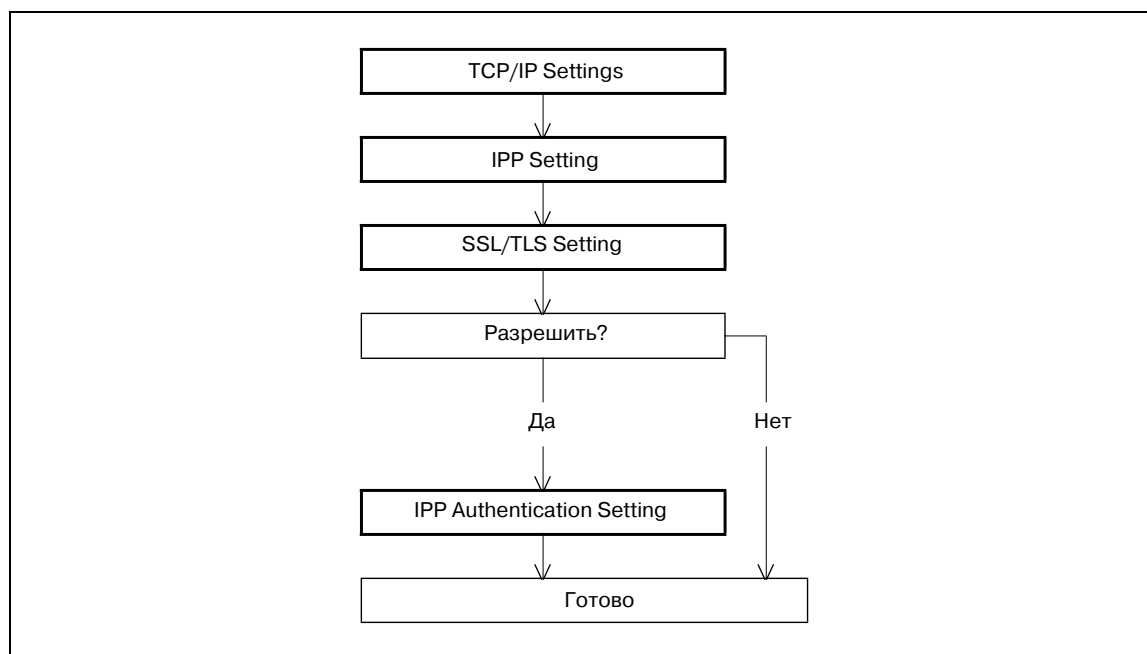 TCP/IP Settings
IPP Setting
SSL/TLS Setting
Разрешить?
Да
Нет
IPP Authentication Setting
Готово